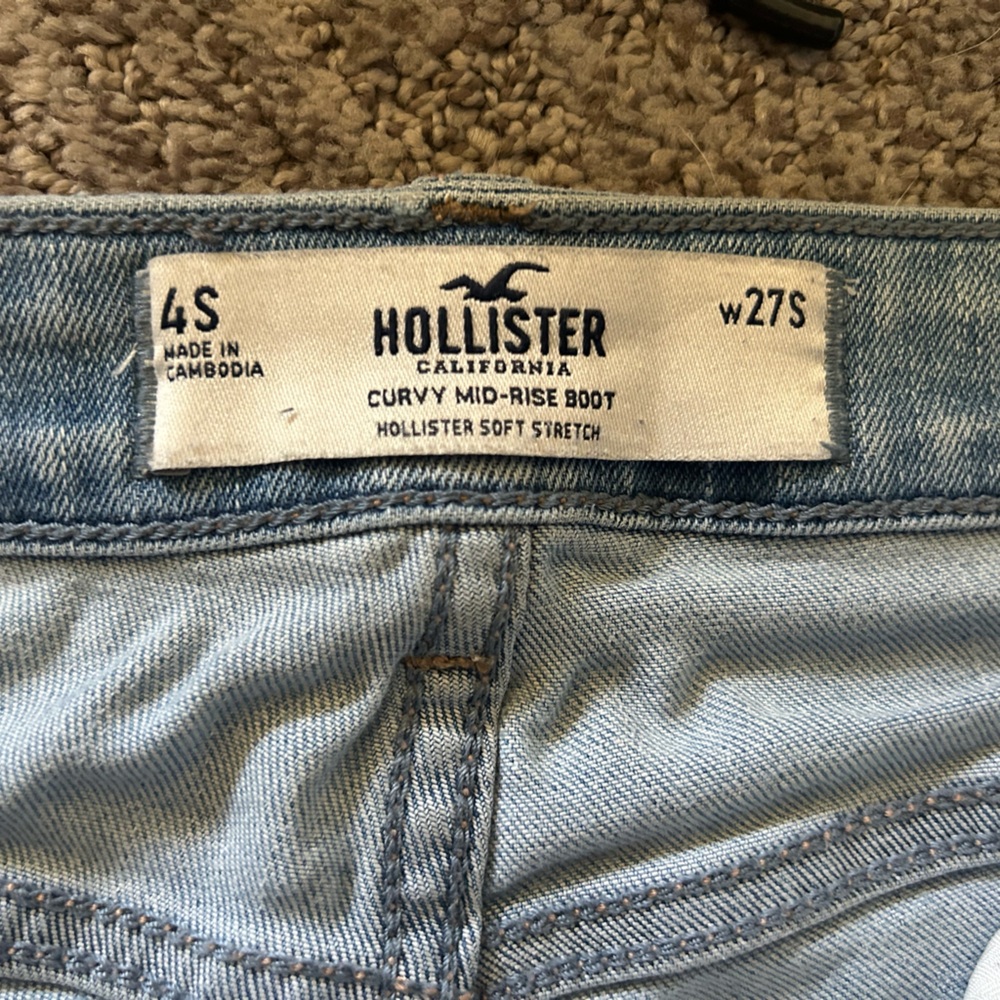 4S
MADE IN
CAMBODIA
HOLLISTER
CALIFORNIA
CURVY MID-RISE BOOT
HOLLISTER SOFT STRETCH
W27S